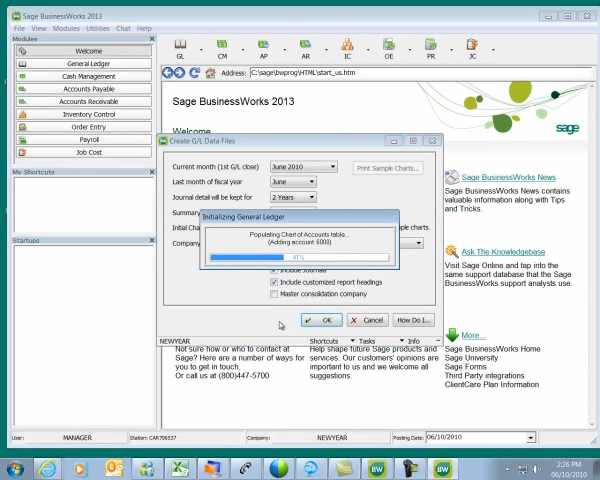 Sage BusinessWorks 2013
File View Modules Utilities Chat Help
Modules
Welcome
General Ledger
Cash Management
Accounts Payable
Accounts Receivable
Inventory Control
Order Entry
Payroll
Job Cost
My Shortcuts
Startups
GL CM AP AR IC OE PR JC
Address: C:\sage\bwprog\HTML\start_us.htm
Sage BusinessWorks 2013
sage
Welcome
Create G/L Data Files
Current month (1st G/L close) June 2010 Print Sample Charts...
Last month of fiscal year June
Journal detail will be kept for 2 Years
Summary
Initial Cha ple charts
Company
Initializing General Ledger
Populating Chart of Accounts table...
(Adding account: 6000)
41%
Include Journals
Include customized report headings
Master consolidation company
OK Cancel How Do I...
NEWYEAR Shortcuts Tasks Info
Not sure how or who to contact at
Sage? Here are a number of ways for
you to get in touch.
Or call us at (800)447-5700
Help shape future Sage products and
services. Our customers' opinions are
important to us and we welcome all
suggestions.
Sage BusinessWorks News
Sage BusinessWorks News contains
valuable information along with Tips
and Tricks.
Ask The Knowledgebase
Visit Sage Online and tap into the
same support database that the Sage
BusinessWorks support analysts use.
More...
Sage BusinessWorks Home
Sage University
Sage Forms
Third Party integrations
ClientCare Plan Information
User: MANAGER Station: CAR706537 Company: NEWYEAR Posting Date: 06/10/2010
BW BW
2:26 PM
06/10/2010